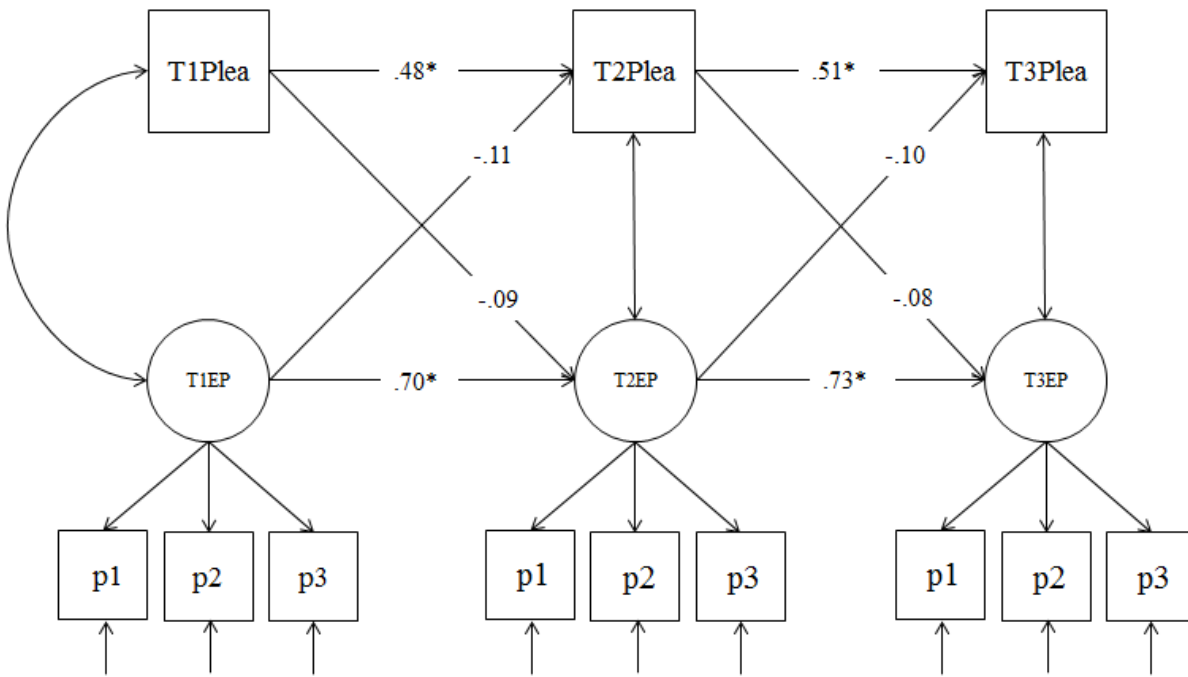 T1Plea
.48*
T2Plea
.51*
T3Plea
-.11
-.10
-.09
-.08
T1EP
.70*
T2EP
.73*
T3EP
p1
p2
p3
p1
p2
p3
p1
p2
p3